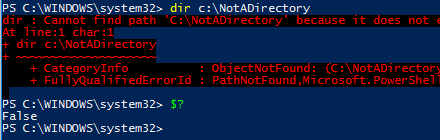 PS C:\WINDOWS\system32> dir c:\NotADirectory
dir : Cannot find path 'C:\NotADirectory' because it does not
At line:1 char:1
+ dir c:\NotADirectory
+ ~~~~~~~~~~~~~~~~~~~~
    + CategoryInfo          : ObjectNotFound: (C:\NotADirectory
    + FullyQualifiedErrorId : PathNotFound,Microsoft.PowerShel
PS C:\WINDOWS\system32> $?
False
PS C:\WINDOWS\system32>